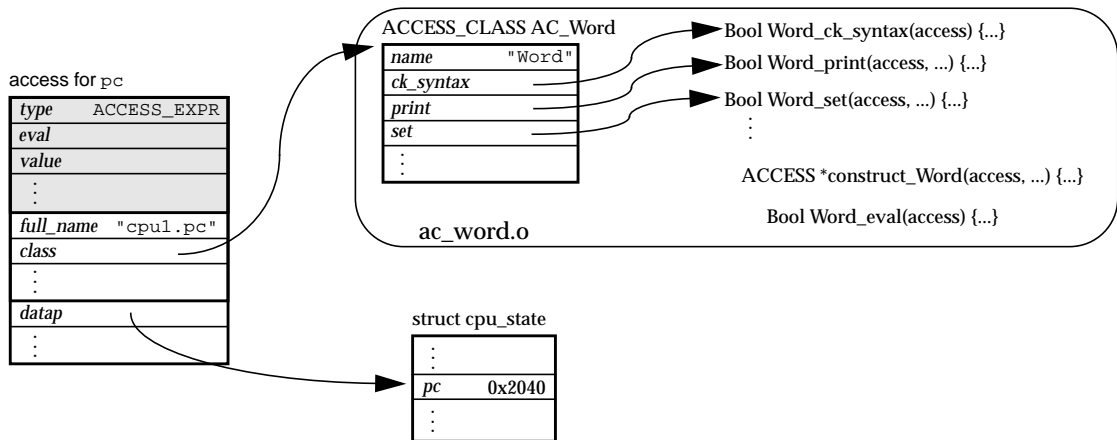 ACCESS_CLASS AC_Word
name "Word"
ck_syntax
print
set
Bool Word_ck_syntax(access) {...}
Bool Word_print(access, ...) {...}
Bool Word_set(access, ...) {...}
ACCESS *construct_Word(access, ...) {...}
Bool Word_eval(access) {...}
ac_word.o
access for pc
type ACCESS_EXPR
eval
value
full_name "cpu1.pc"
class
datap
struct cpu_state
pc 0x2040